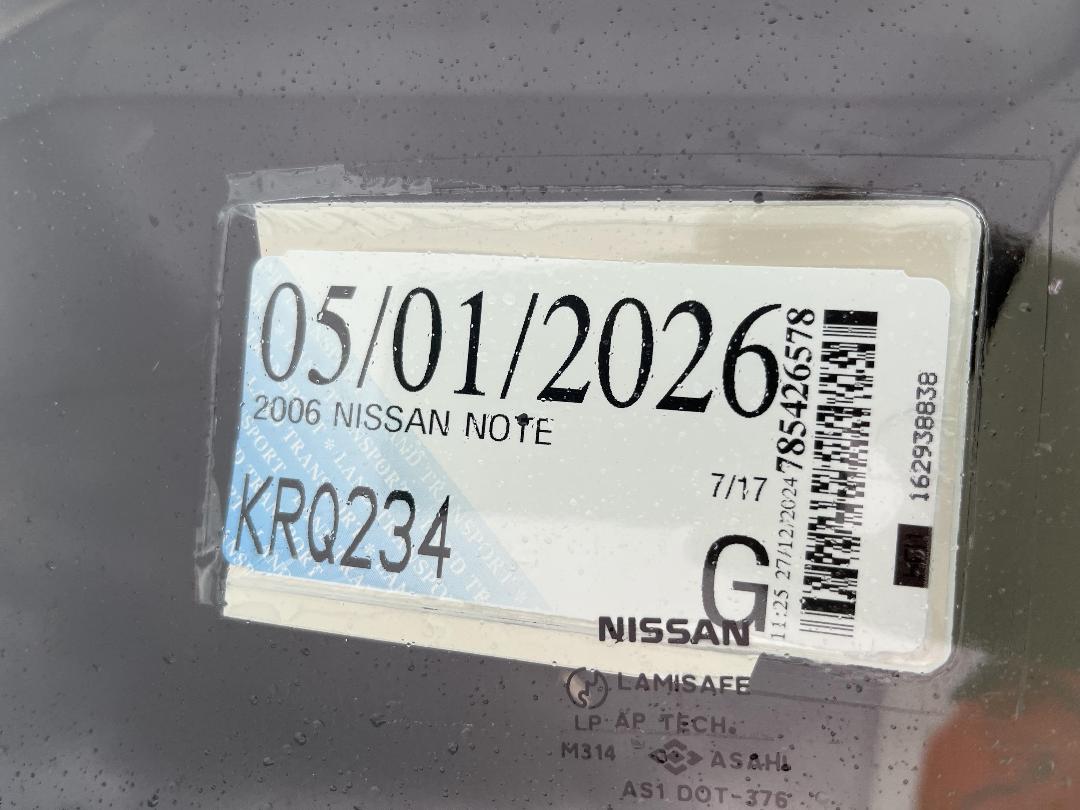 05/01/2026
2006 NISSAN NOTE
7/17
KRQ234
G
11:25 27/12/2024 785426578
162938838
NISSAN
LAMISAFE
LP AP TECH.
M314 ASAHI
AS1 DOT-376